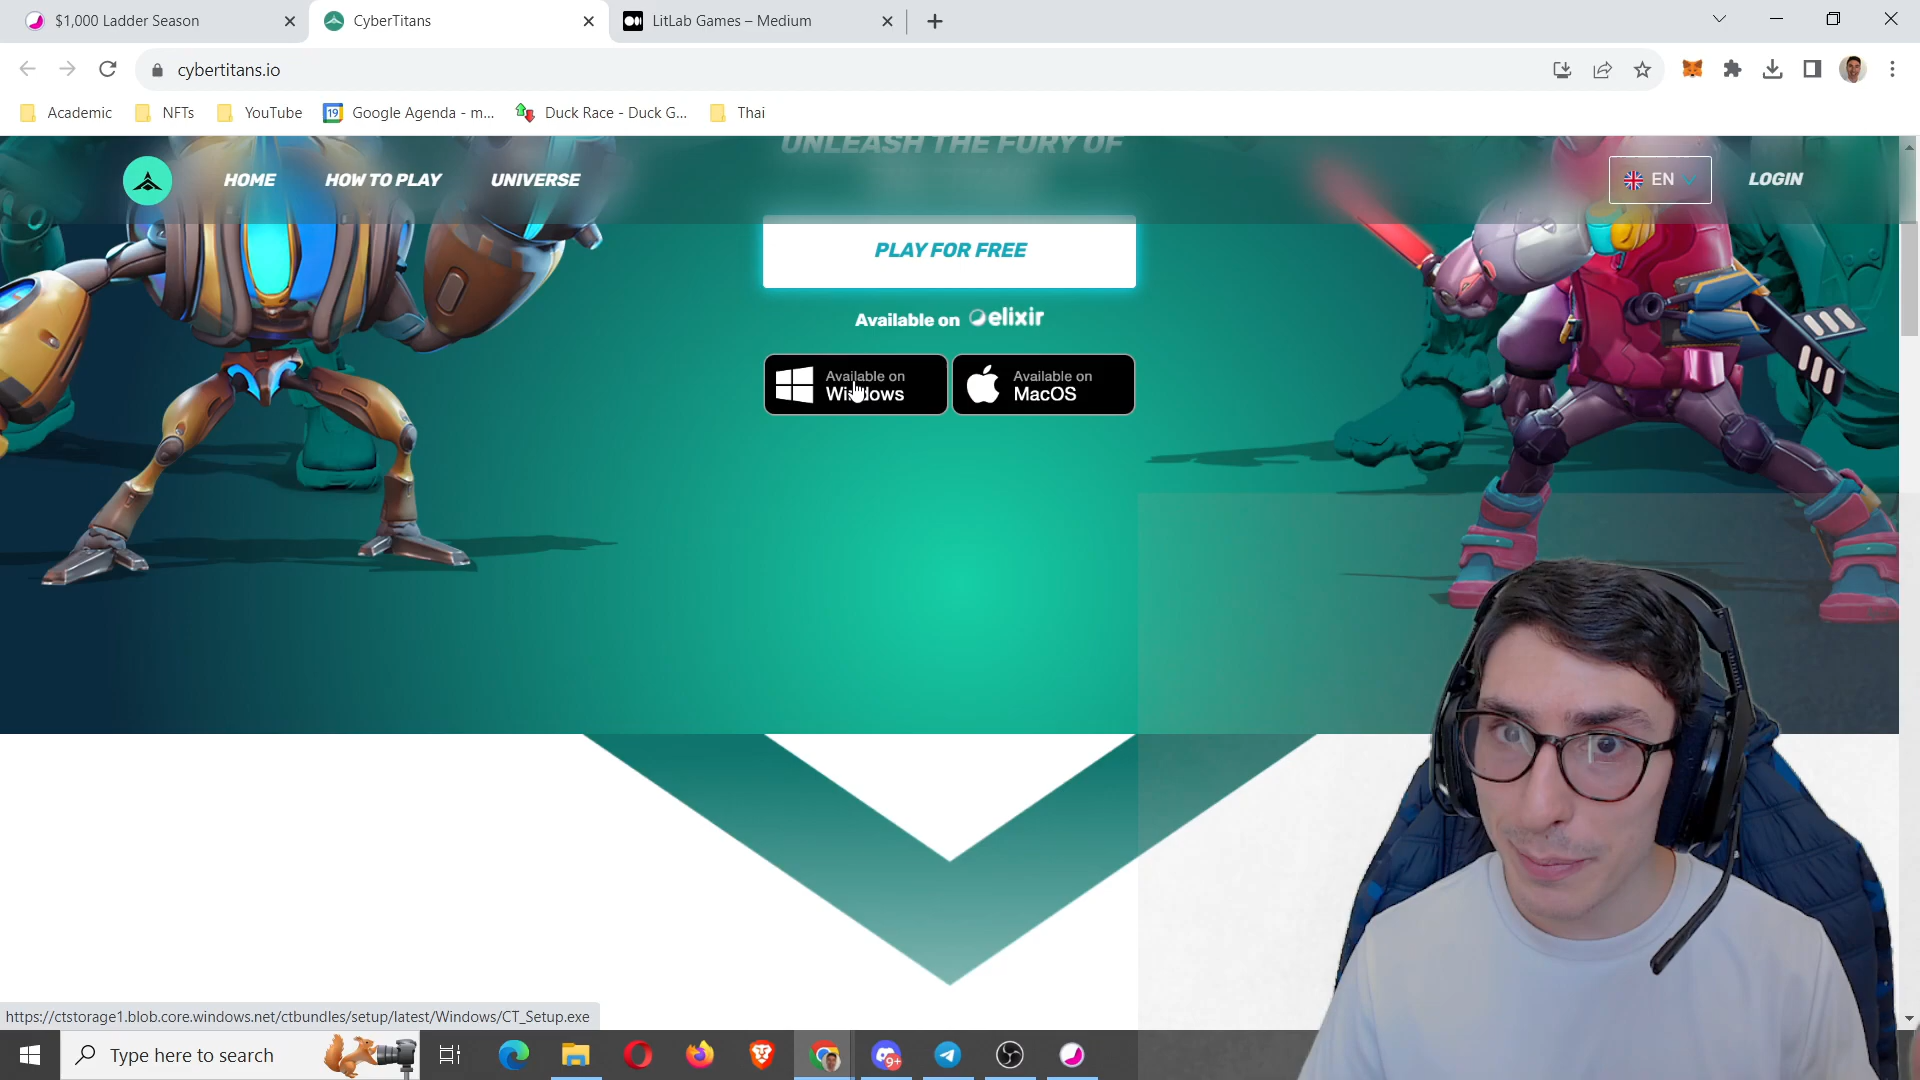 $1,000 Ladder Season
CyberTitans
LitLab Games – Medium
cybertitans.io
Academic
NFTs
YouTube
19
Google Agenda - m...
Duck Race - Duck G...
Thai
UNLEASH THE FURY OF
HOME
HOW TO PLAY
UNIVERSE
EN
LOGIN
PLAY FOR FREE
Available on elixir
Available on
Windows
Available on
MacOS
https://ctstorage1.blob.core.windows.net/ctbundles/setup/latest/Windows/CT_Setup.exe
Type here to search
9+